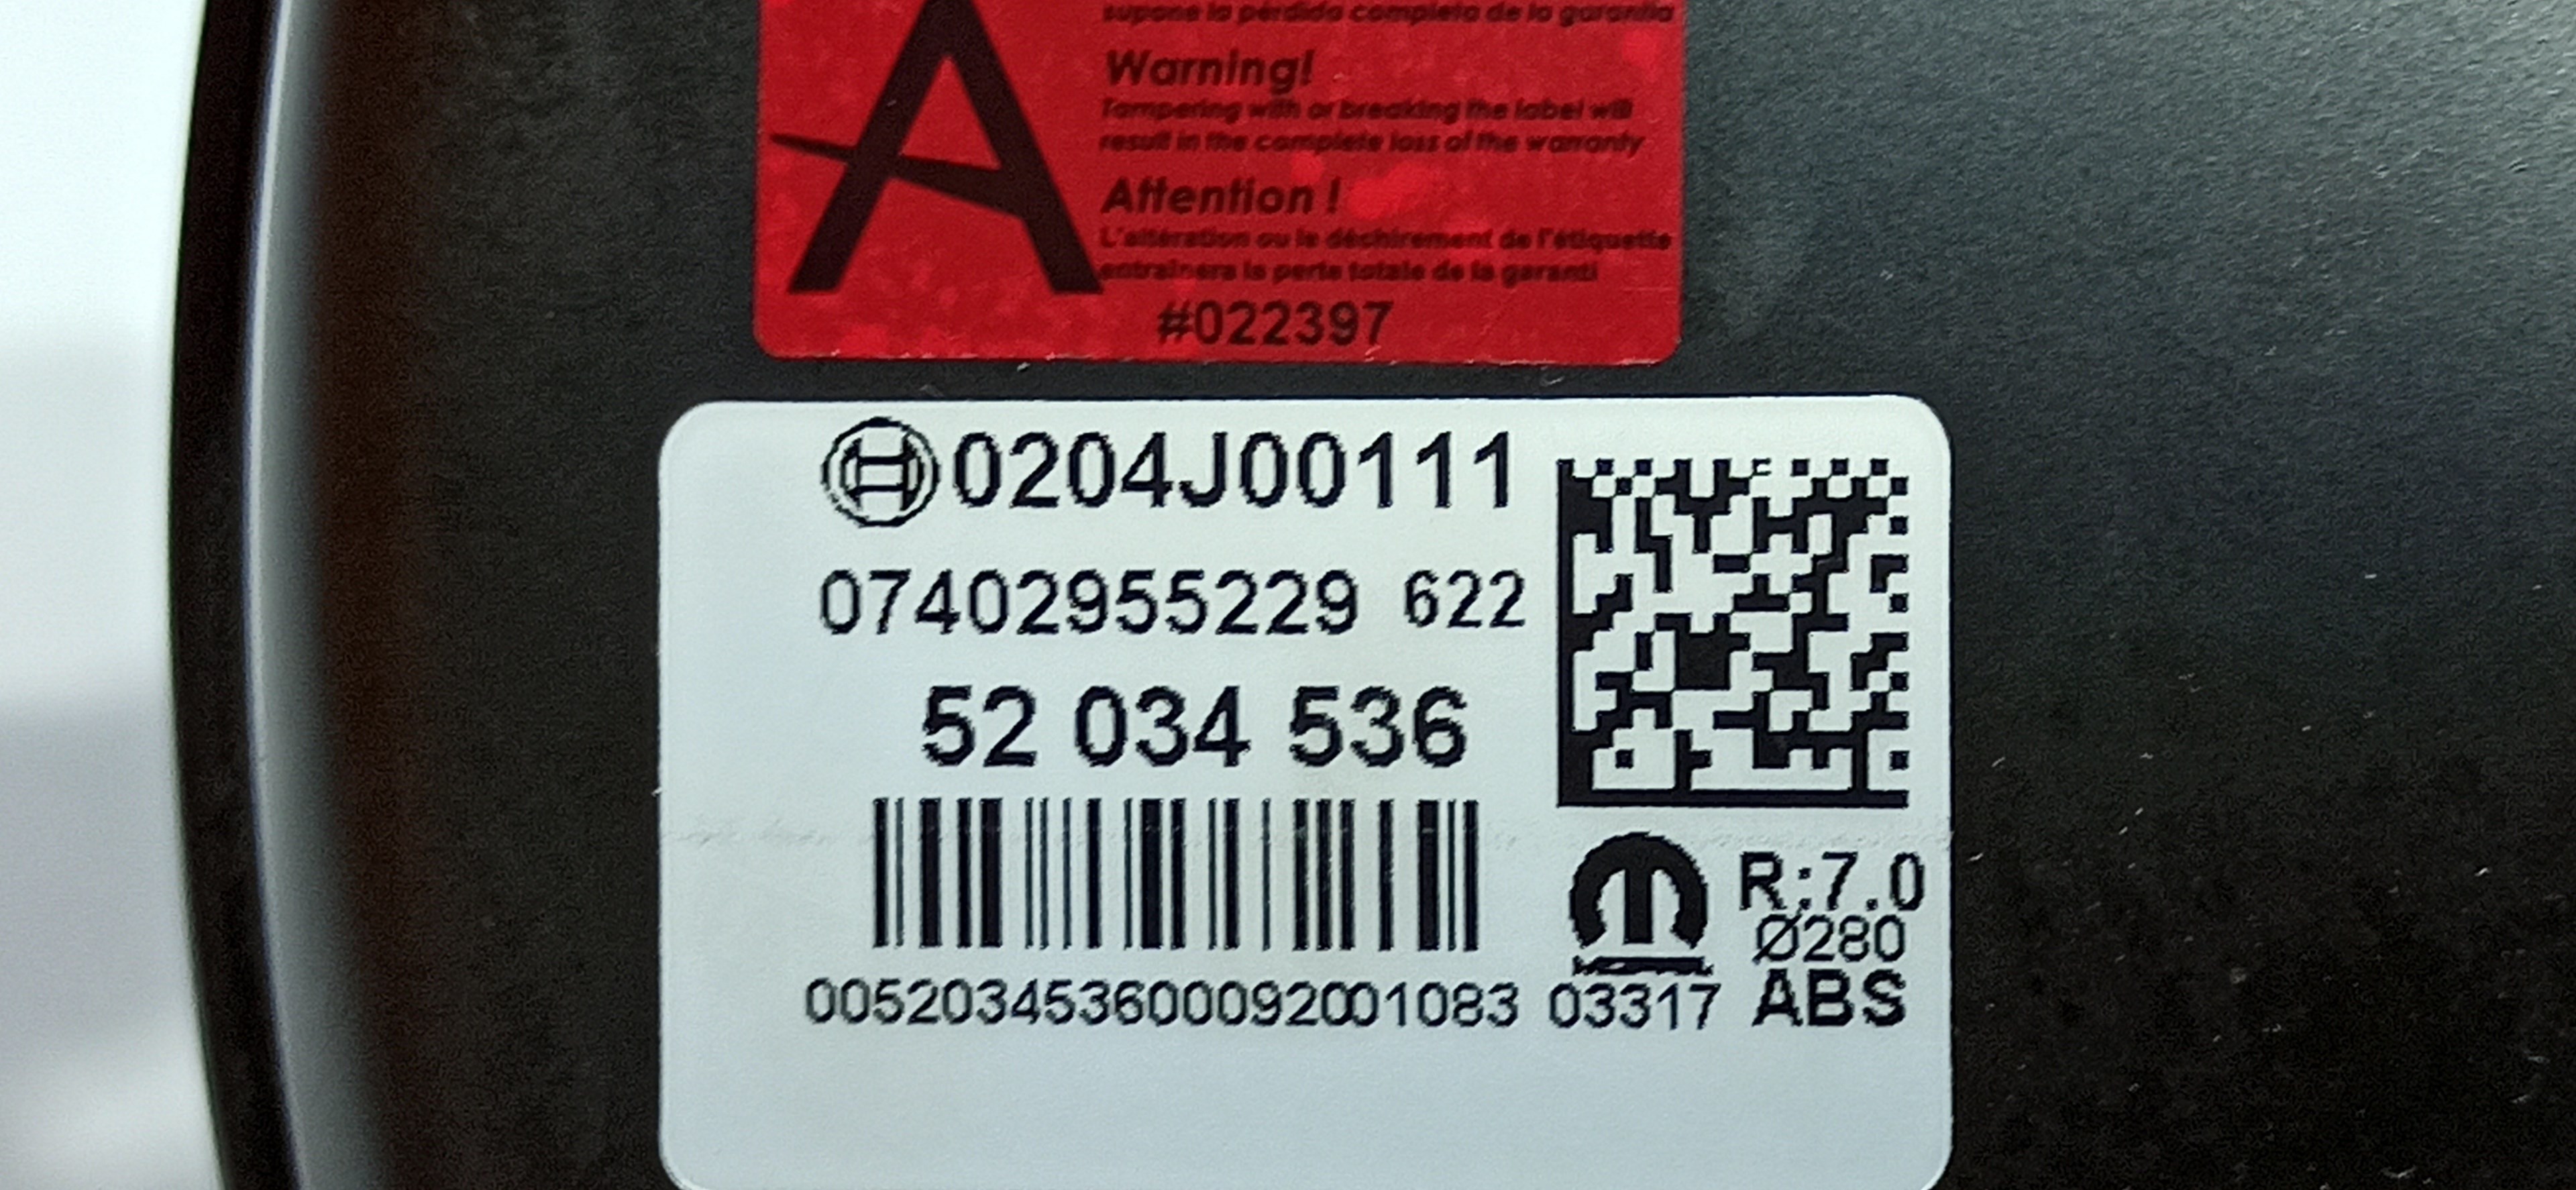 supone la pérdida completa de la garantía
Warning!
Tampering with or breaking the label will
result in the complete loss of the warranty
Attention !
L'altération ou le déchirement de l'étiquette
entraînera la perte totale de la garanti
#022397
0204J00111
07402955229 622
52 034 536
R:7.0
Ø280
0052034536000092001083 03317 ABS